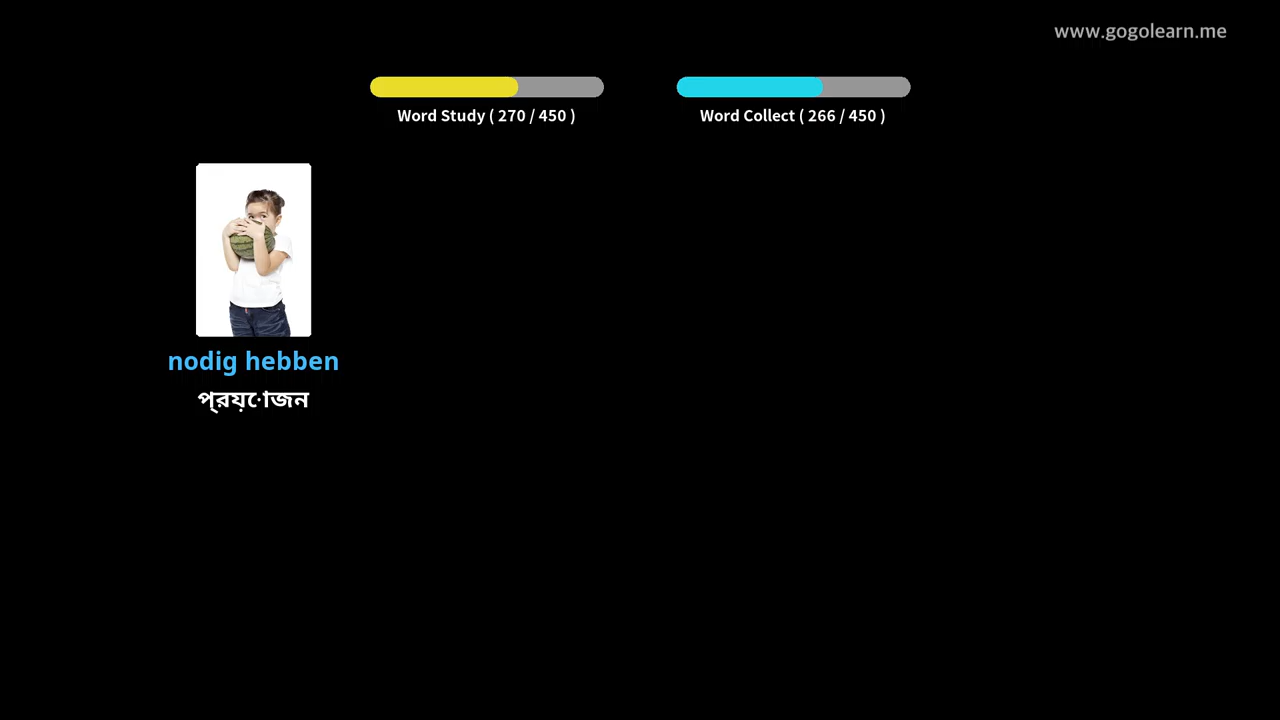 www.gogolearn.me
Word Study ( 270 / 450 )
Word Collect ( 266 / 450 )
nodig hebben
প্রয়োজন